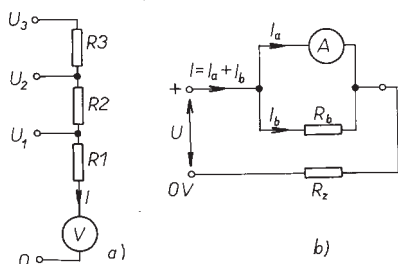 U3
R3
U2
R2
U1
R1
I
V
0
a)
Ia
A
I=Ia+Ib
+
Ib
Rb
U
0V
Rz
b)